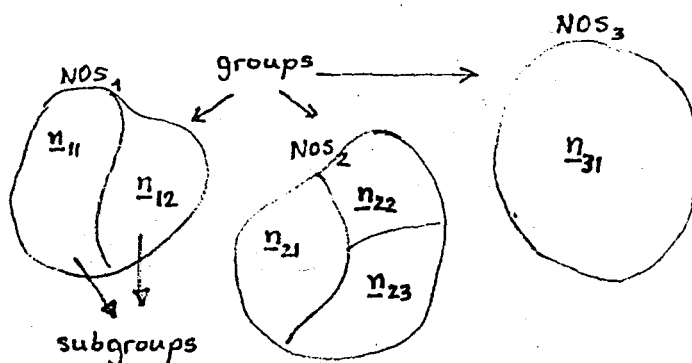 NOS₃
groups
NOS₁
n₁₁
n₁₂
NOS₂
n₂₂
n₂₁
n₂₃
n₃₁
subgroups